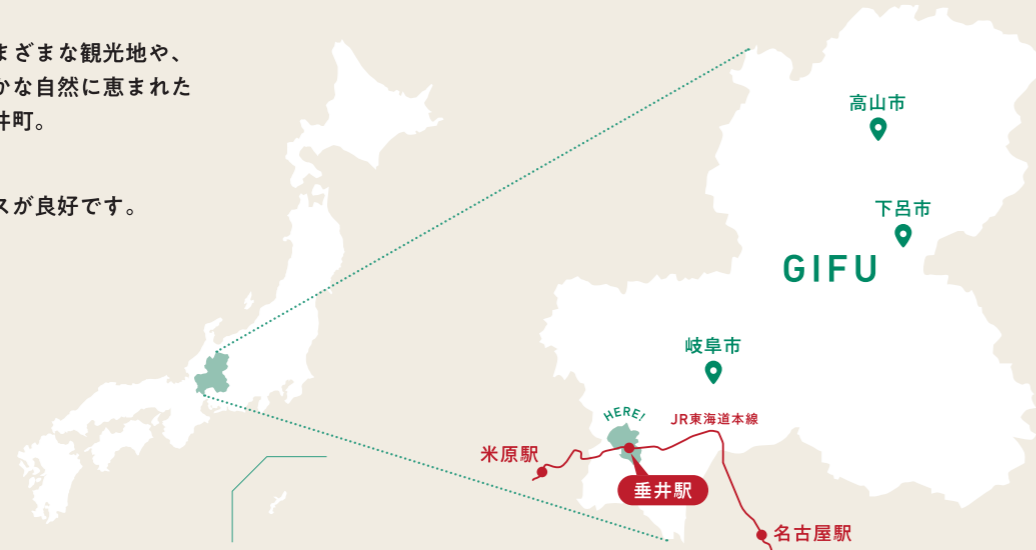 まざまな観光地や、
かな自然に恵まれた
井町。
スが良好です。
高山市
下呂市
GIFU
岐阜市
HERE!
JR東海道本線
米原駅
垂井駅
名古屋駅